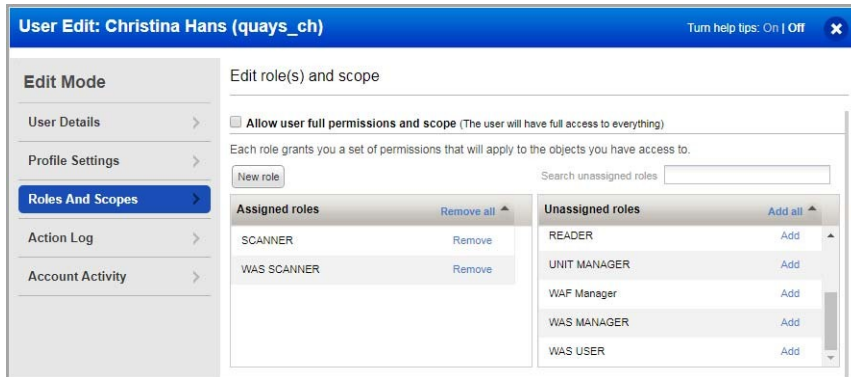 User Edit: Christina Hans (quays_ch)
Turn help tips: On | Off
Edit Mode
User Details
Profile Settings
Roles And Scopes
Action Log
Account Activity
Edit role(s) and scope
Allow user full permissions and scope (The user will have full access to everything)
Each role grants you a set of permissions that will apply to the objects you have access to.
New role
Search unassigned roles
Assigned roles Remove all
SCANNER Remove
WAS SCANNER Remove
Unassigned roles Add all
READER Add
UNIT MANAGER Add
WAF Manager Add
WAS MANAGER Add
WAS USER Add